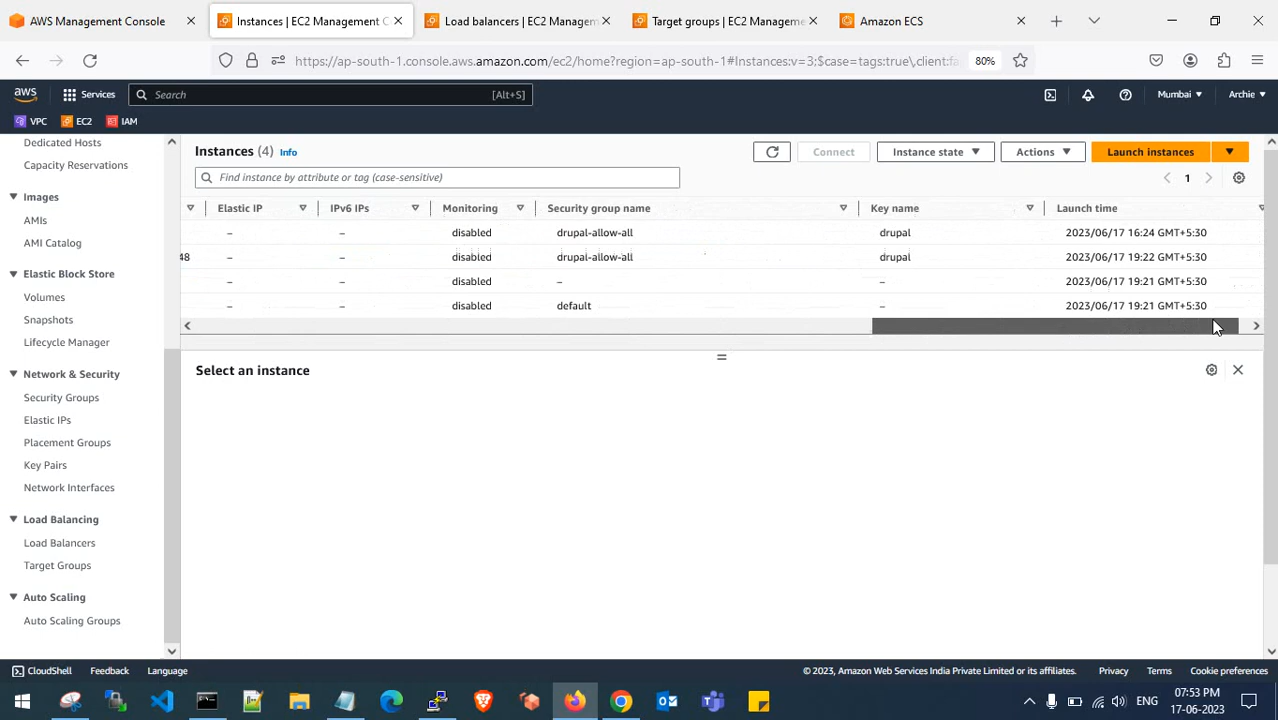 AWS Management Console
Instances | EC2 Management C
Load balancers | EC2 Managem
Target groups | EC2 Manageme
Amazon ECS
https://ap-south-1.console.aws.amazon.com/ec2/home?region=ap-south-1#Instances:v=3;$case=tags:true\,client:fa
80%
aws
Services
Search
[Alt+S]
Mumbai
Archie
VPC
EC2
IAM
Dedicated Hosts
Capacity Reservations
Images
AMIs
AMI Catalog
Elastic Block Store
Volumes
Snapshots
Lifecycle Manager
Network & Security
Security Groups
Elastic IPs
Placement Groups
Key Pairs
Network Interfaces
Load Balancing
Load Balancers
Target Groups
Auto Scaling
Auto Scaling Groups
Instances (4) Info
Connect
Instance state
Actions
Launch instances
Find instance by attribute or tag (case-sensitive)
1
Elastic IP IPv6 IPs Monitoring Security group name Key name Launch time
– – disabled drupal-allow-all drupal 2023/06/17 16:24 GMT+5:30
48 – – disabled drupal-allow-all drupal 2023/06/17 19:22 GMT+5:30
– – disabled – – 2023/06/17 19:21 GMT+5:30
– – disabled default – 2023/06/17 19:21 GMT+5:30
Select an instance
CloudShell Feedback Language
© 2023, Amazon Web Services India Private Limited or its affiliates. Privacy Terms Cookie preferences
ENG
07:53 PM
17-06-2023